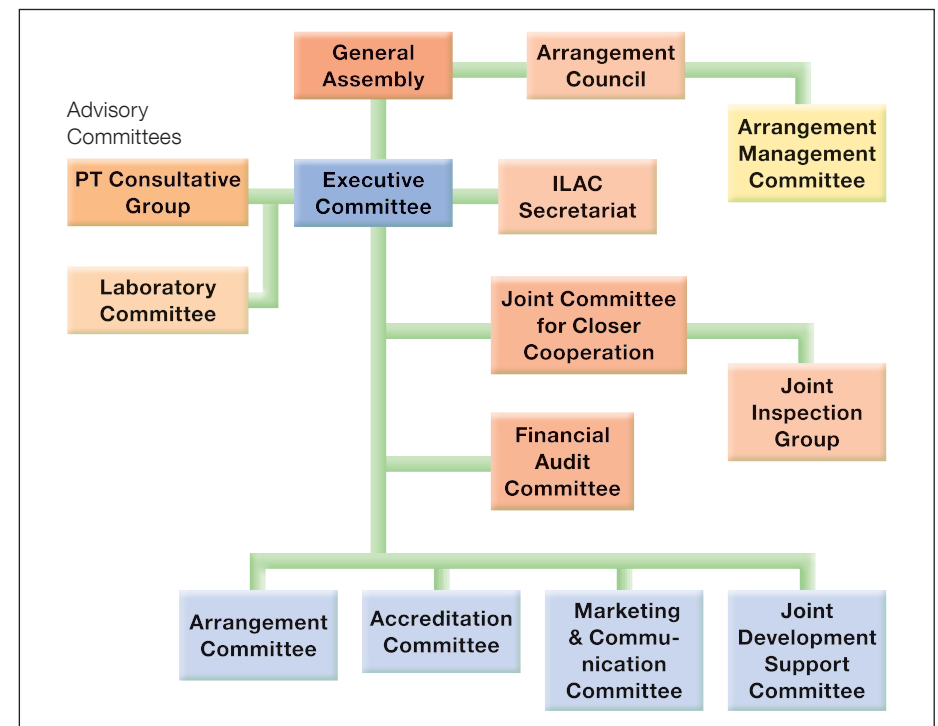 General
Assembly
Arrangement
Council
Arrangement
Management
Committee
Advisory
Committees
PT Consultative
Group
Executive
Committee
ILAC
Secretariat
Laboratory
Committee
Joint Committee
for Closer
Cooperation
Joint
Inspection
Group
Financial
Audit
Committee
Arrangement
Committee
Accreditation
Committee
Marketing
& Commu-
nication
Committee
Joint
Development
Support
Committee